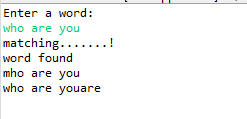 Enter a word:
who are you
matching.......!
word found
mho are you
who are youare